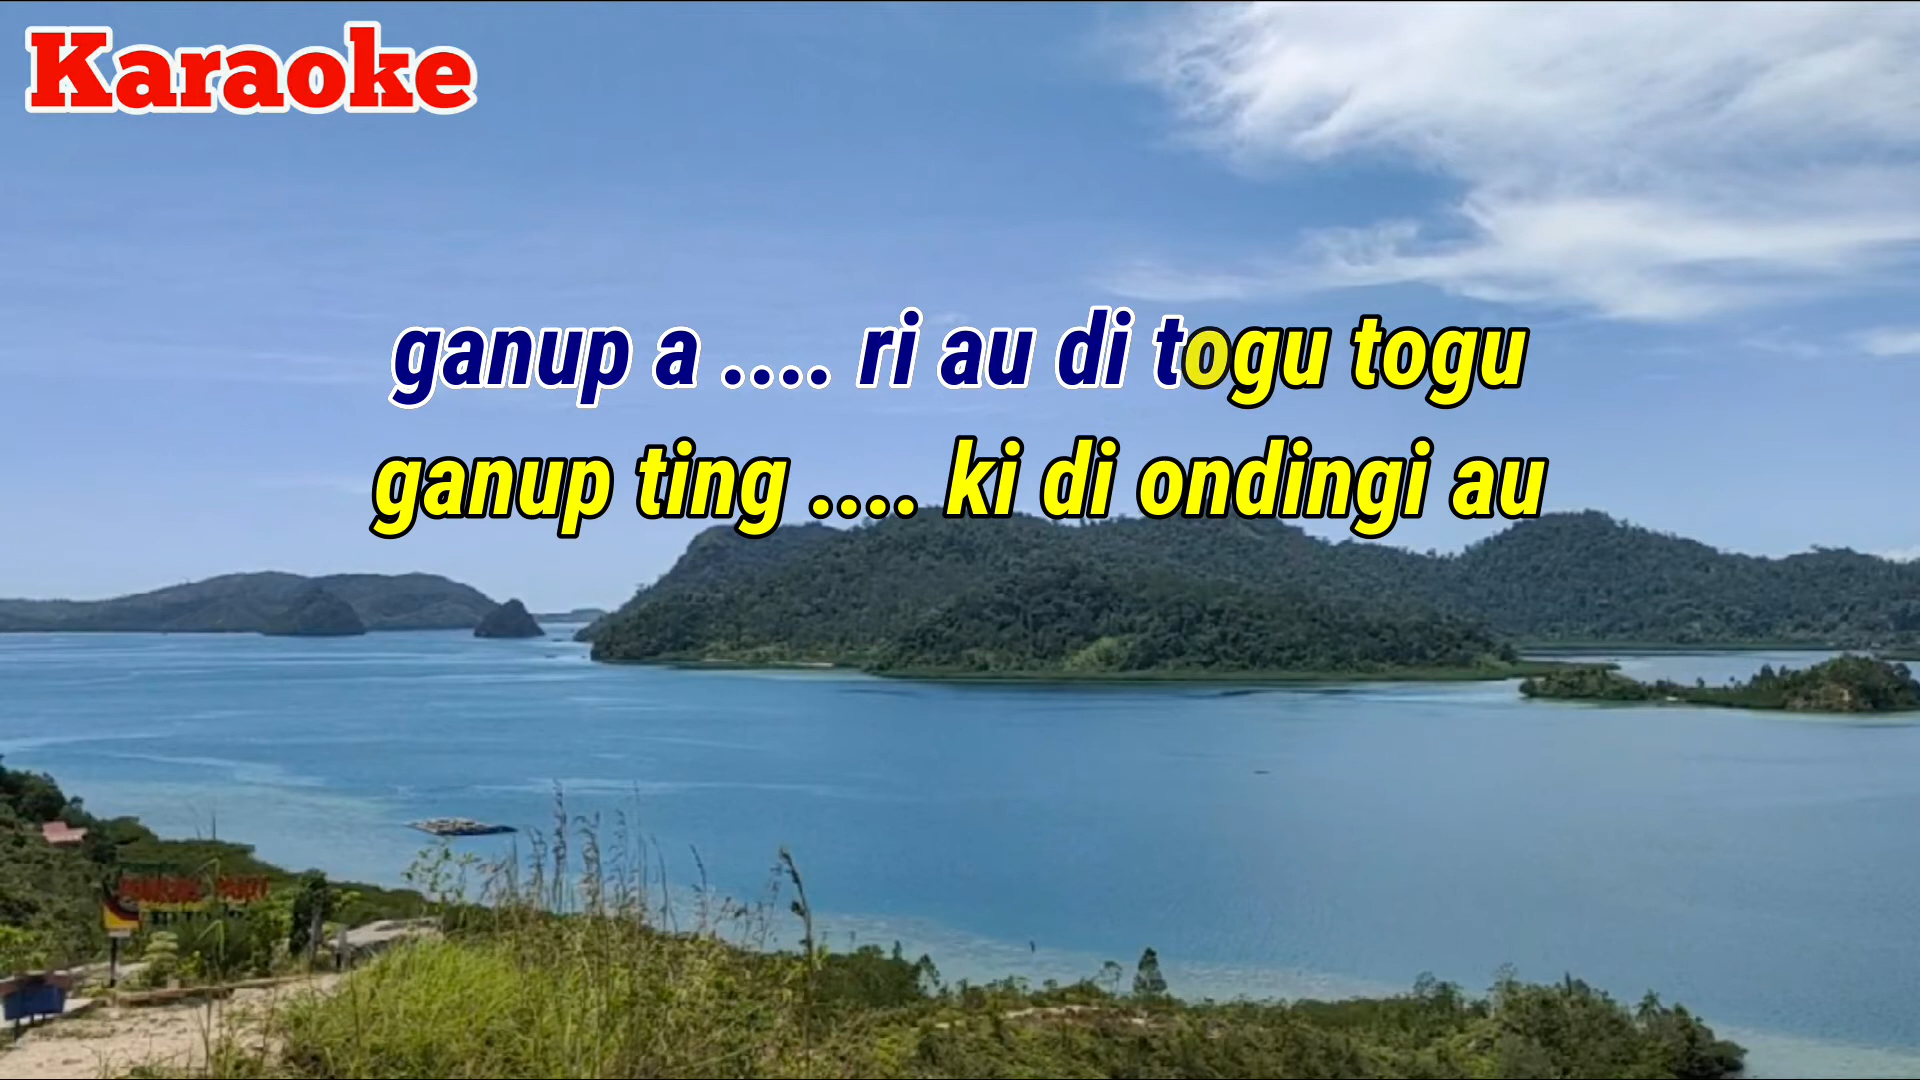 Karaoke
ganup a .... ri au di togu togu
ganup ting .... ki di ondingi au